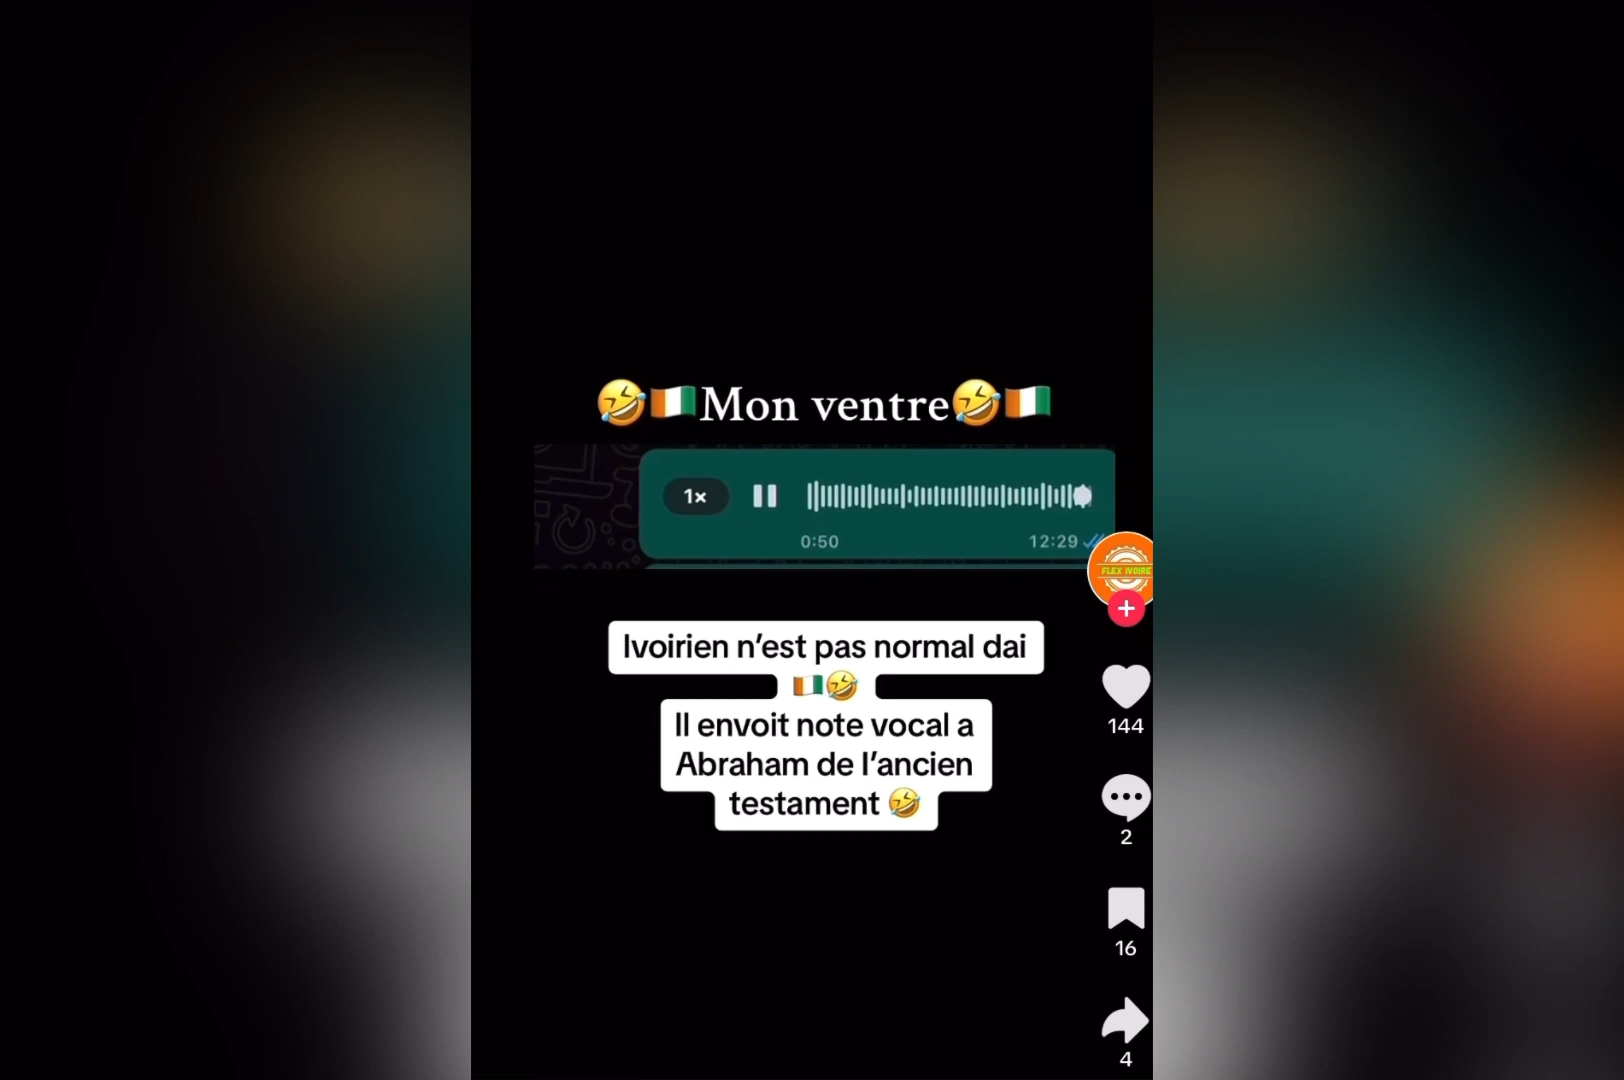 🤣🇨🇮Mon ventre🤣🇨🇮
1x
0:50
12:29
FLEX IVOIRE
Ivoirien n’est pas normal dai
🇨🇮🤣
Il envoit note vocal a
Abraham de l’ancien
testament 🤣
144
2
16
4